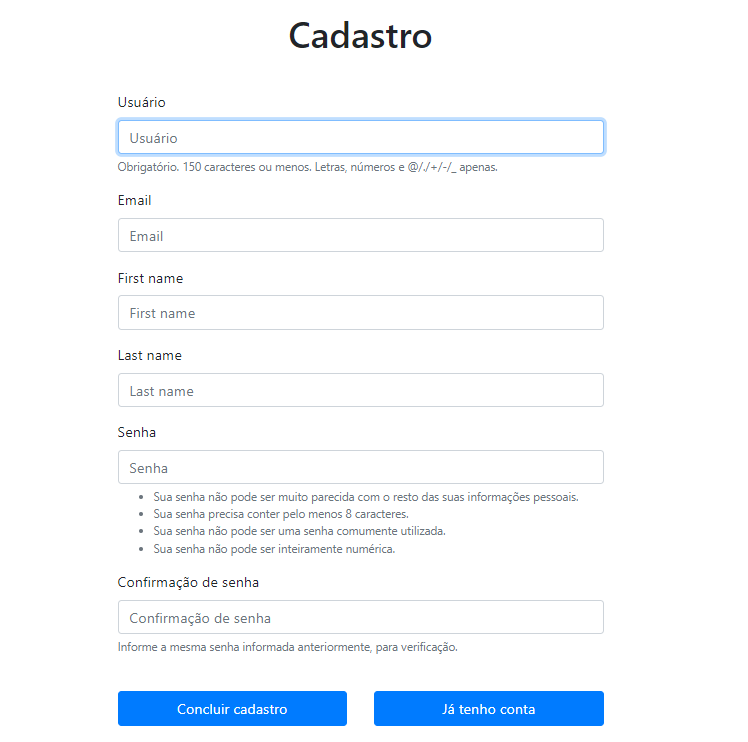 Cadastro
Usuário
Usuário
Obrigatório. 150 caracteres ou menos. Letras, números e @/./+/-/_ apenas.
Email
Email
First name
First name
Last name
Last name
Senha
Senha
Sua senha não pode ser muito parecida com o resto das suas informações pessoais.
Sua senha precisa conter pelo menos 8 caracteres.
Sua senha não pode ser uma senha comumente utilizada.
Sua senha não pode ser inteiramente numérica.
Confirmação de senha
Confirmação de senha
Informe a mesma senha informada anteriormente, para verificação.
Concluir cadastro
Já tenho conta